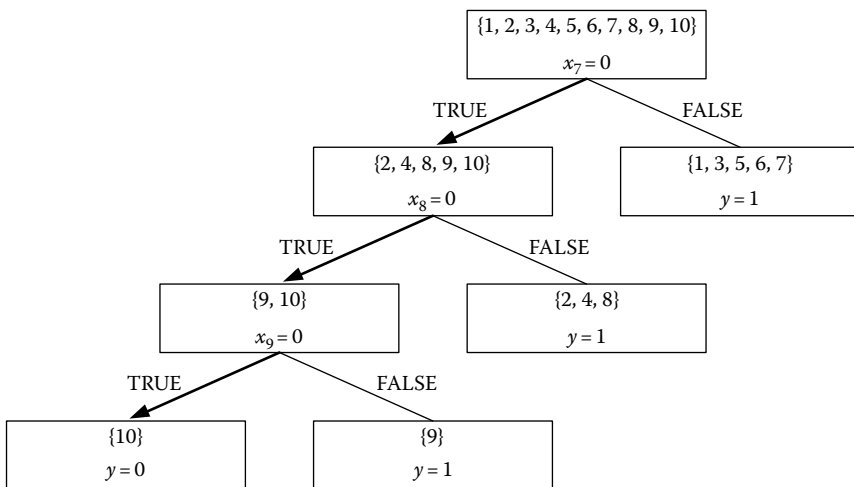 {1, 2, 3, 4, 5, 6, 7, 8, 9, 10}
x₇ = 0
TRUE
FALSE
{2, 4, 8, 9, 10}
x₈ = 0
{1, 3, 5, 6, 7}
y = 1
TRUE
FALSE
{9, 10}
x₉ = 0
{2, 4, 8}
y = 1
TRUE
FALSE
{10}
y = 0
{9}
y = 1